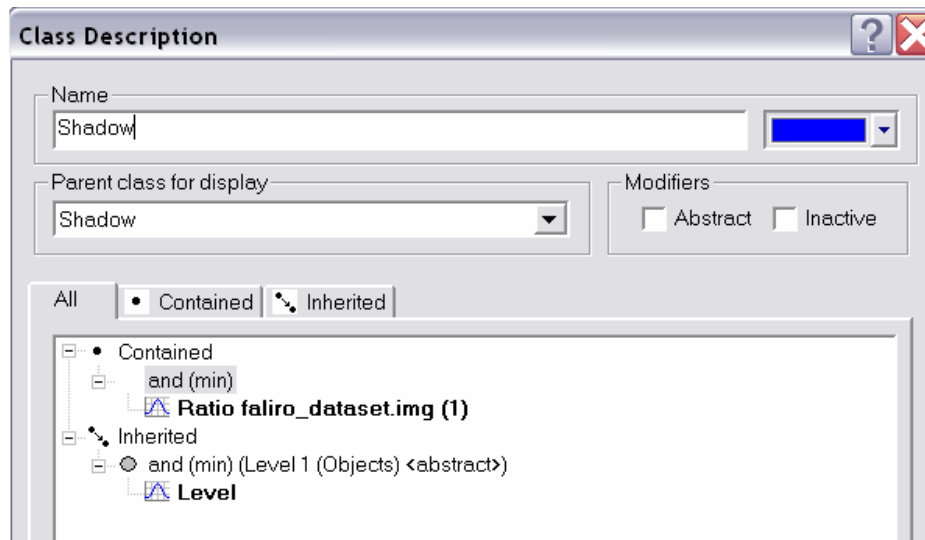 Class Description
Name
Shadow
Parent class for display
Modifiers
Shadow
Abstract
Inactive
All
Contained
Inherited
Contained
and (min)
Ratio faliro_dataset.img (1)
Inherited
and (min) (Level 1 (Objects) <abstract>)
Level